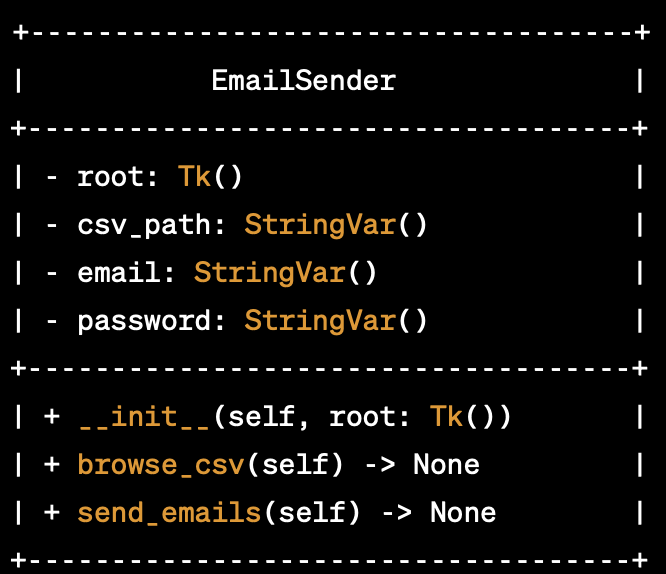 +------------------------------------+
|           EmailSender              |
+------------------------------------+
| - root: Tk()                       |
| - csv_path: StringVar()            |
| - email: StringVar()               |
| - password: StringVar()            |
+------------------------------------+
| + __init__(self, root: Tk())       |
| + browse_csv(self) -> None         |
| + send_emails(self) -> None        |
+------------------------------------+